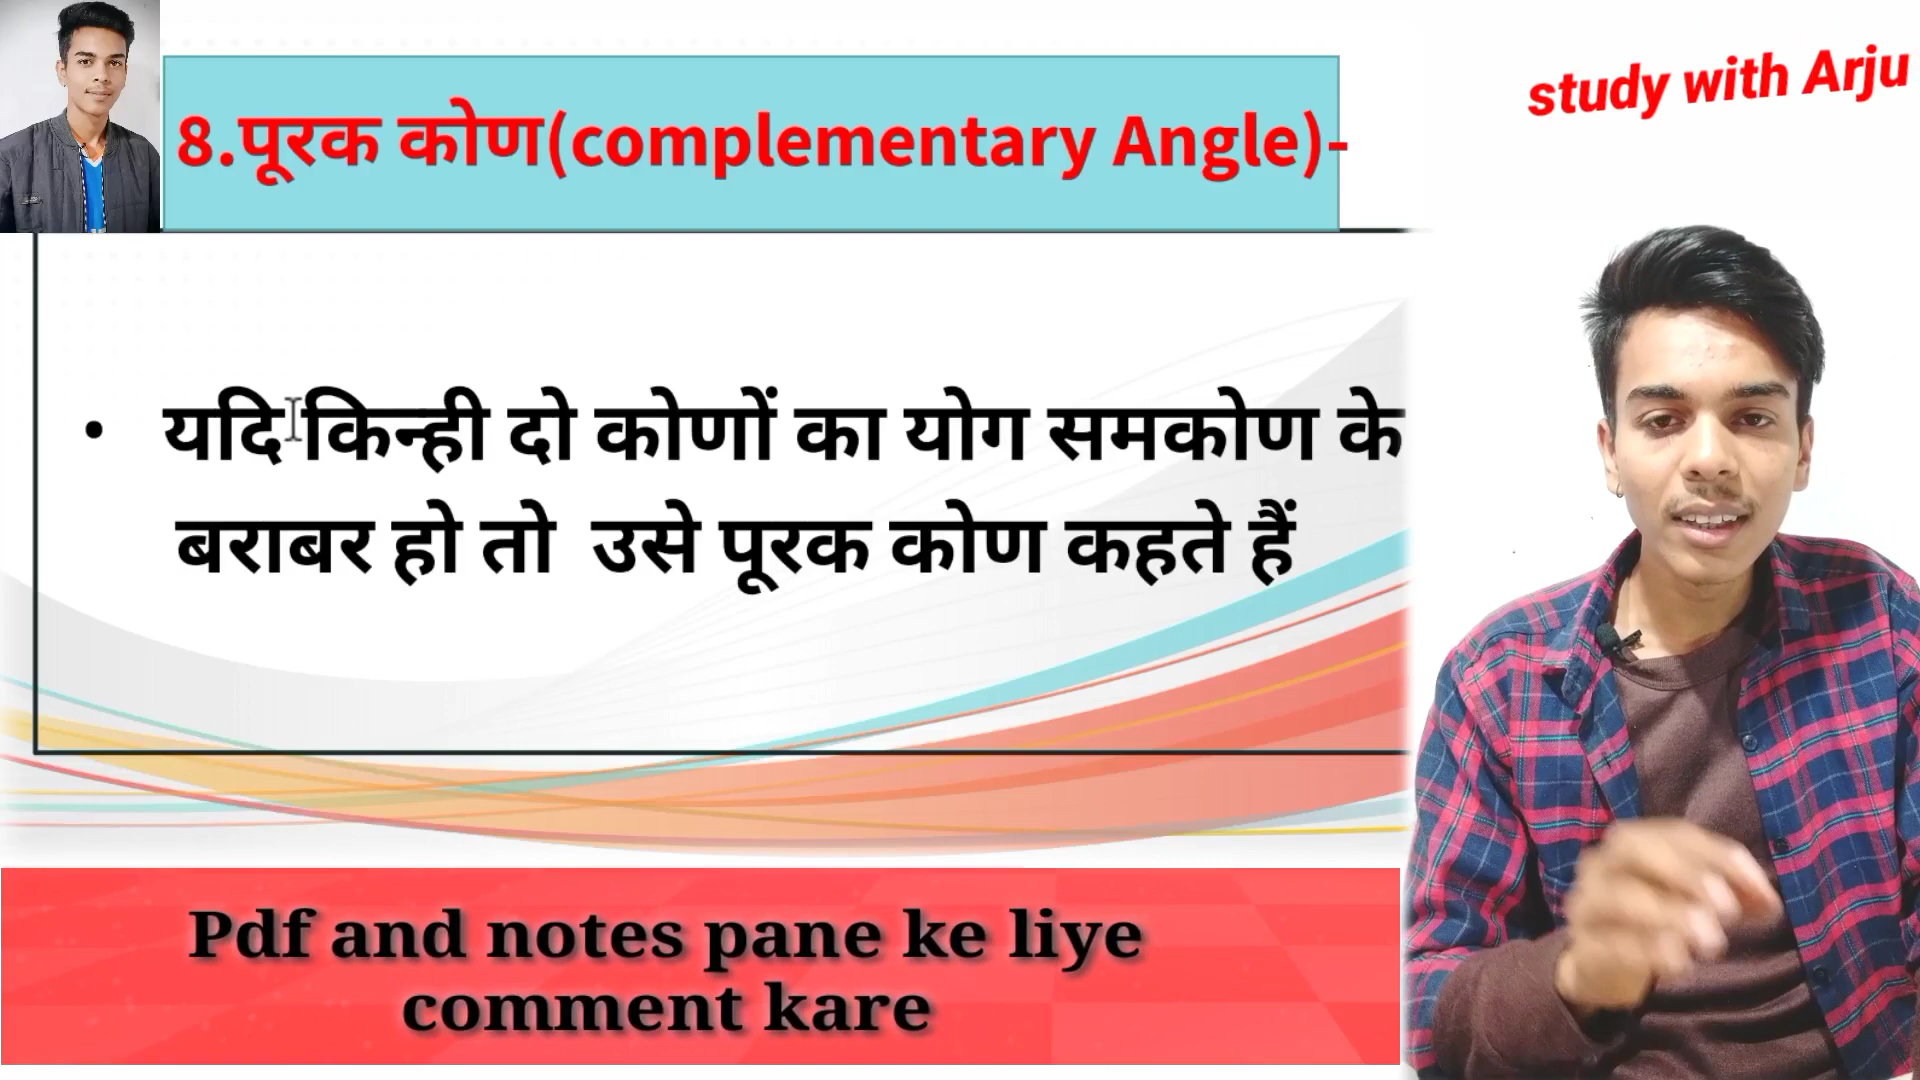 8.पूरक कोण(complementary Angle)-
study with Arju
• यदि किन्ही दो कोणों का योग समकोण के
बराबर हो तो उसे पूरक कोण कहते हैं
Pdf and notes pane ke liye
comment kare